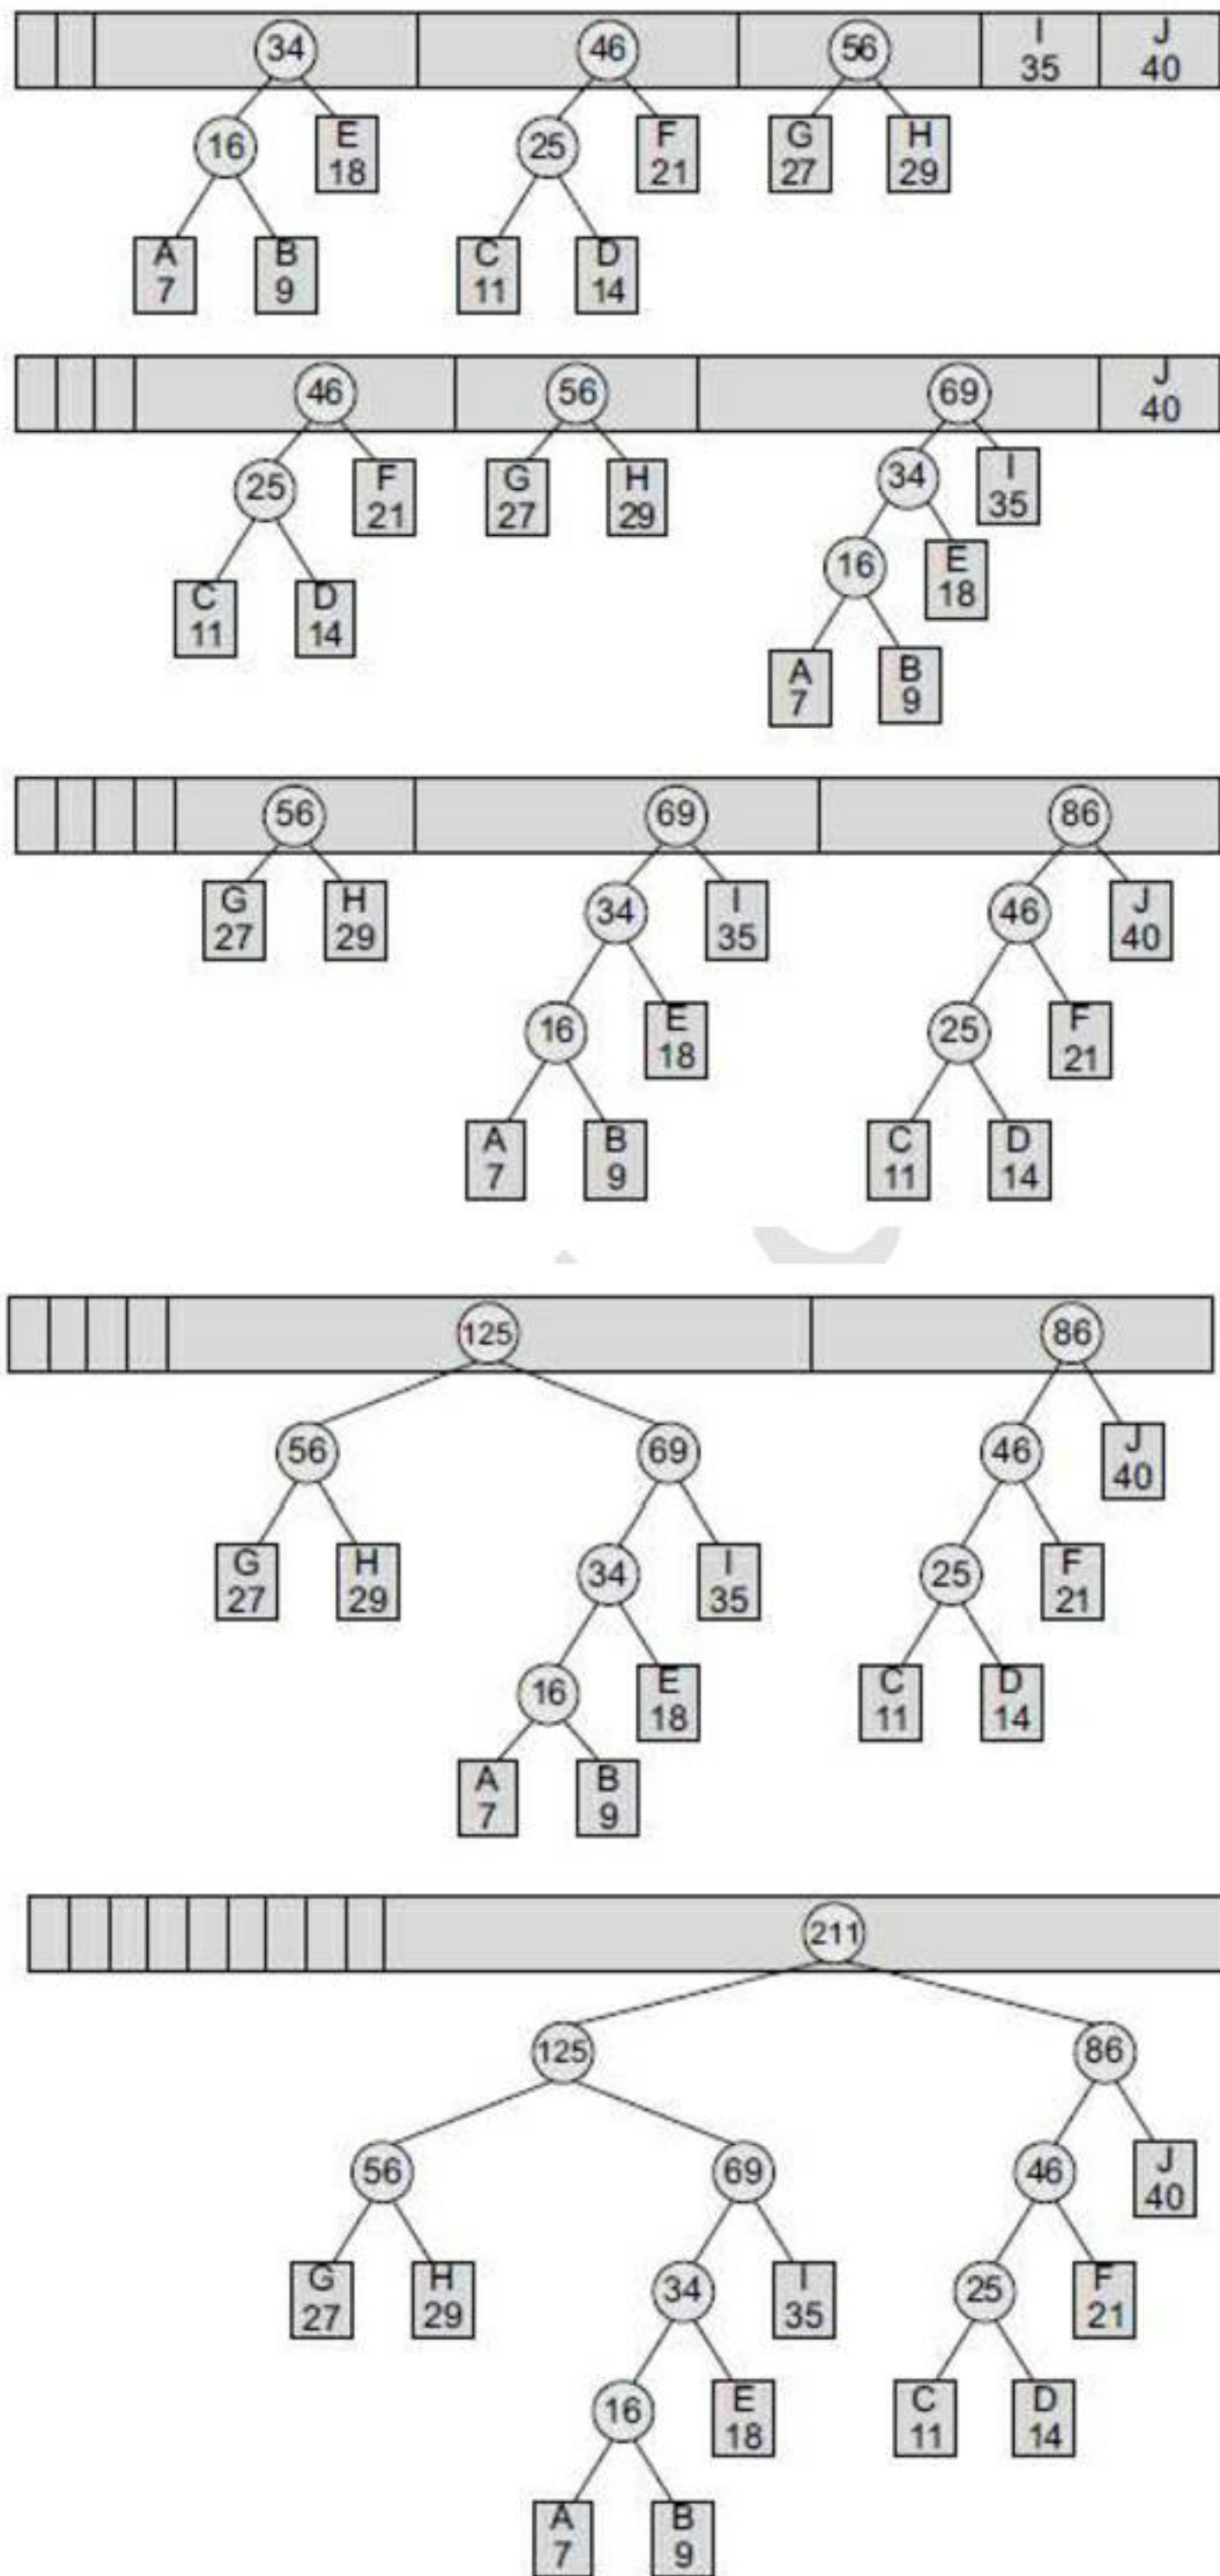 34 46 56 I J
35 40
16 E 25 F G H
18 21 27 29
A B C D
7 9 11 14
46 56 69 J
40
25 F G H 34 I
21 27 29 35
C D 16 E
11 14 18
A B
7 9
56 69 86
G H 34 I 46 J
27 29 35 40
16 E 25 F
18 21
A B C D
7 9 11 14
125 86
56 69 46 J
40
G H 34 I 25 F
27 29 35 21
16 E C D
18 11 14
A B
7 9
211
125 86
56 69 46 J
40
G H 34 I 25 F
27 29 35 21
16 E C D
18 11 14
A B
7 9